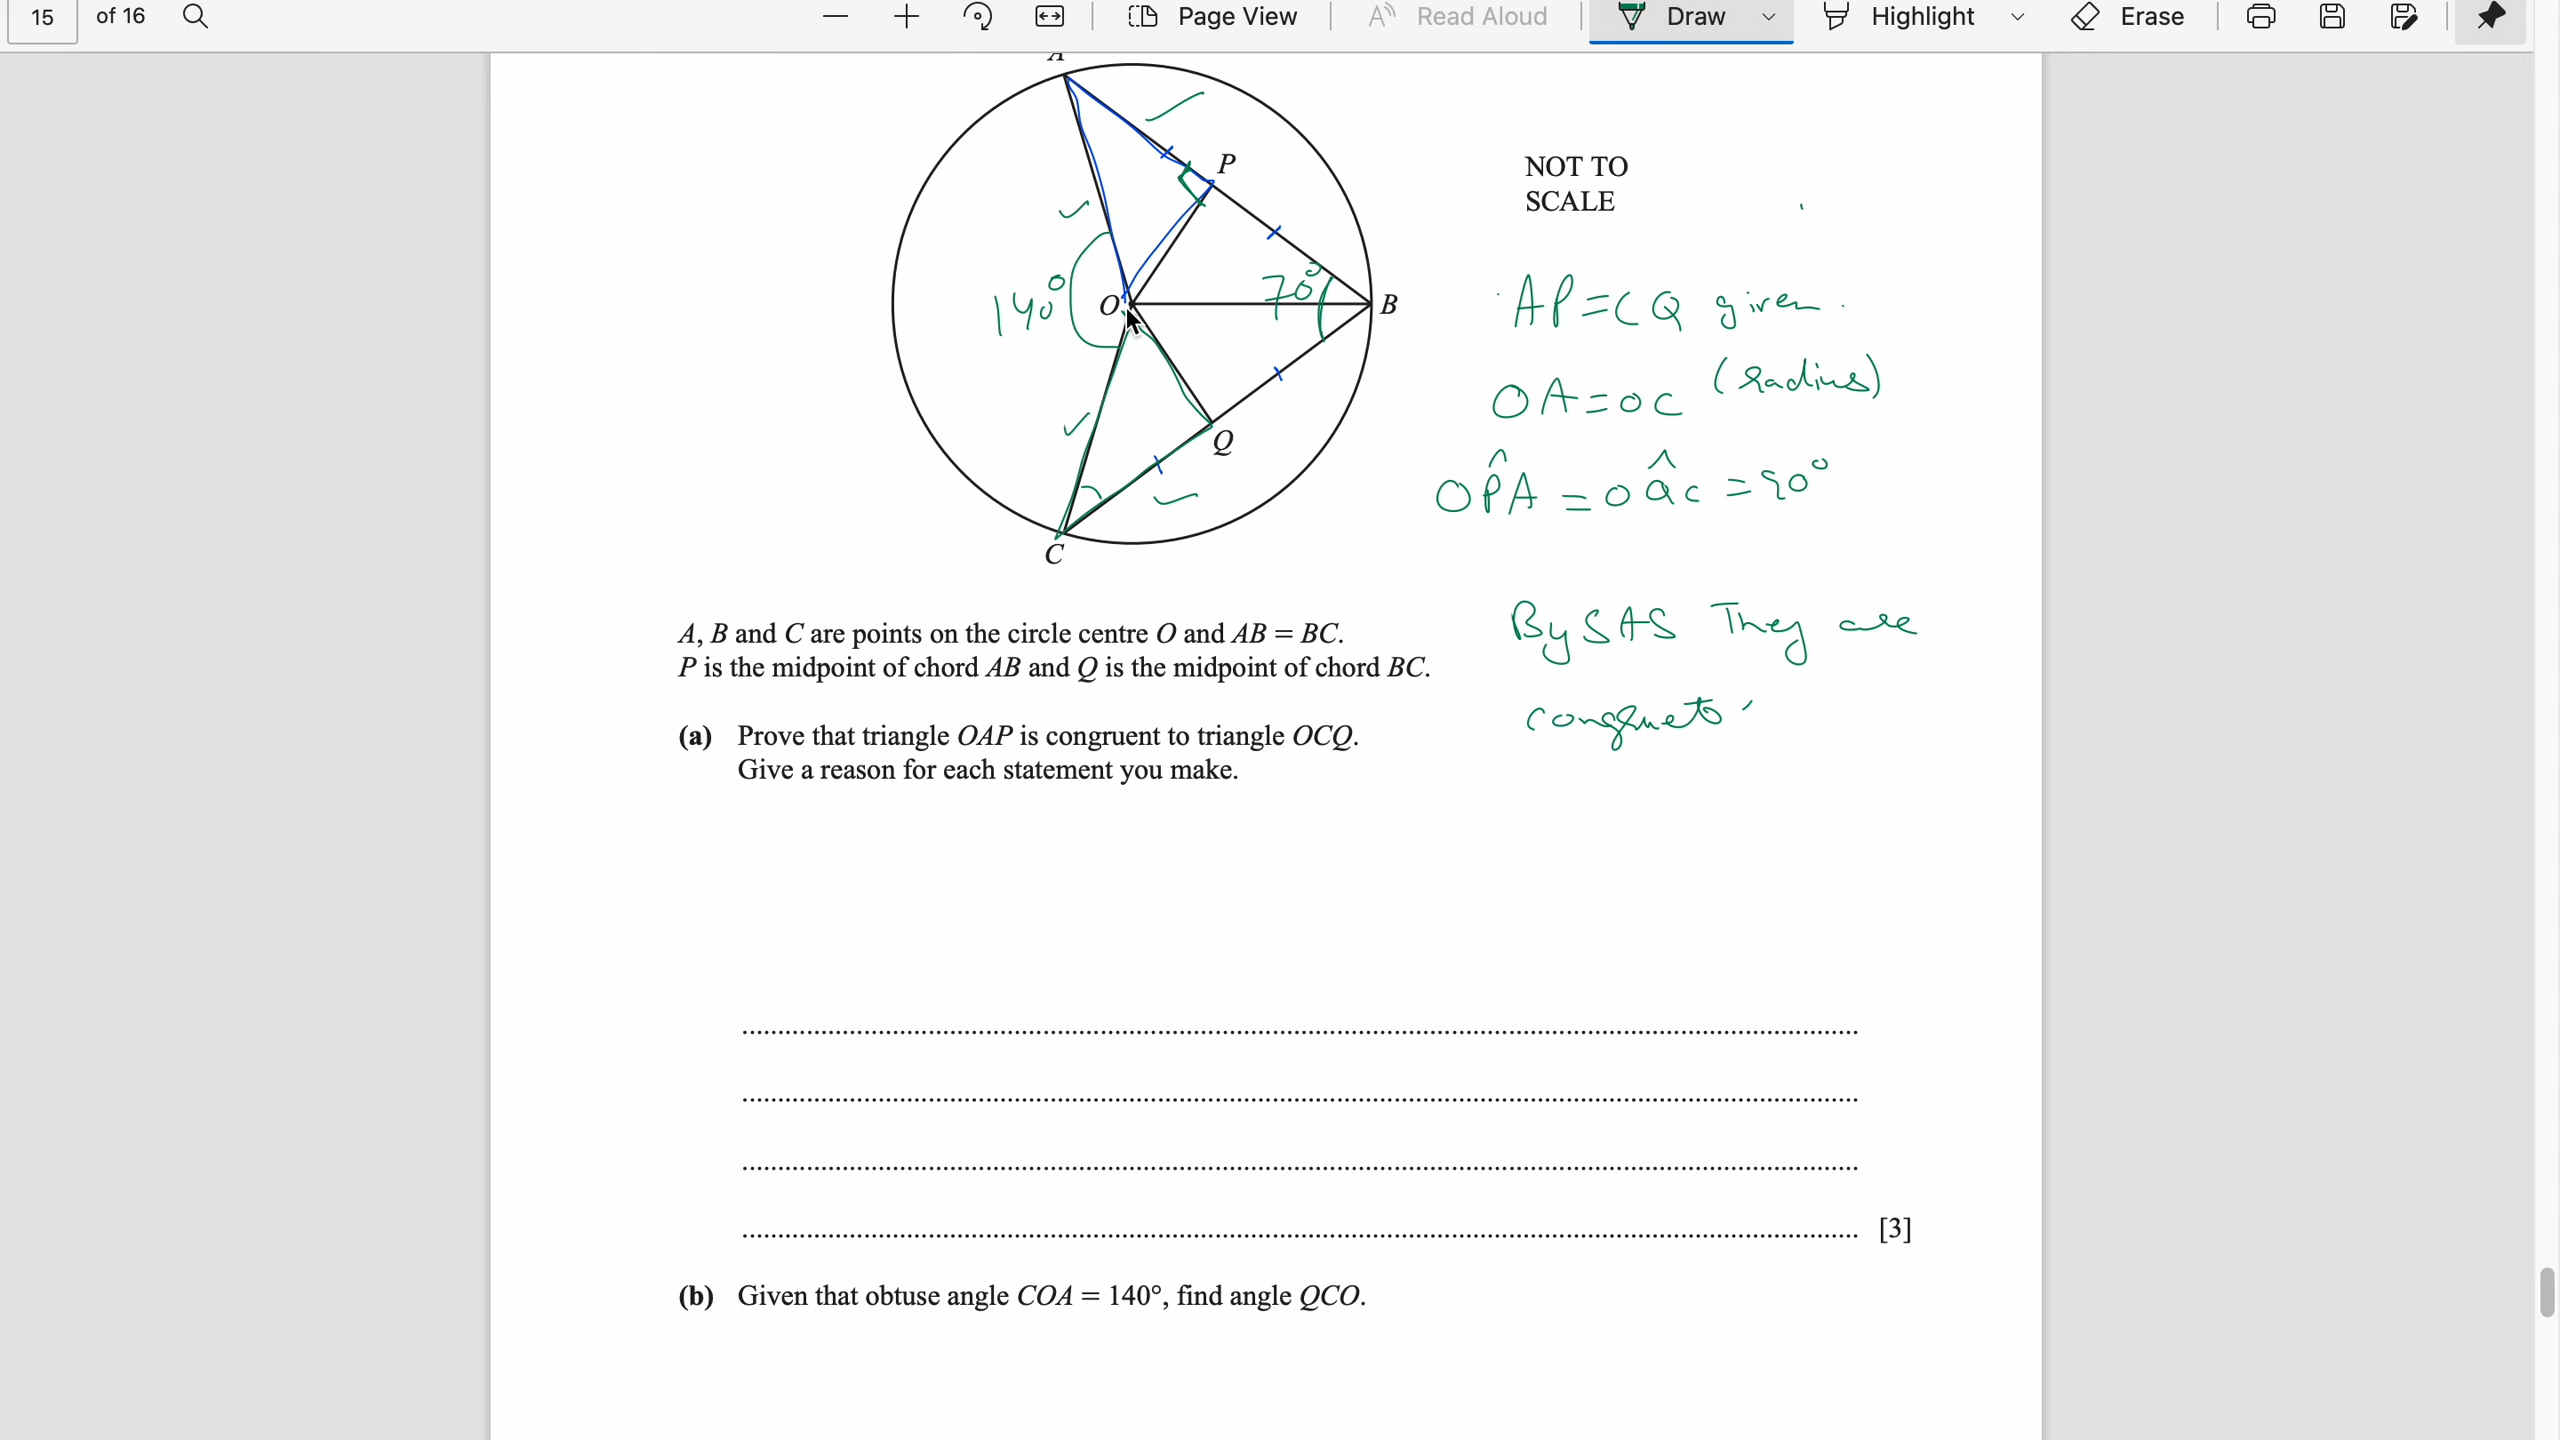 15 of 16 Page View Read Aloud Draw Highlight Erase
A
P
NOT TO
SCALE
140° O 70° B
AP = CQ given.
OA = OC (radius)
Q
OP̂A = OQ̂C = 90°
C
A, B and C are points on the circle centre O and AB = BC.
By SAS They are
P is the midpoint of chord AB and Q is the midpoint of chord BC.
(a) Prove that triangle OAP is congruent to triangle OCQ.
Give a reason for each statement you make.
[3]
(b) Given that obtuse angle COA = 140°, find angle QCO.